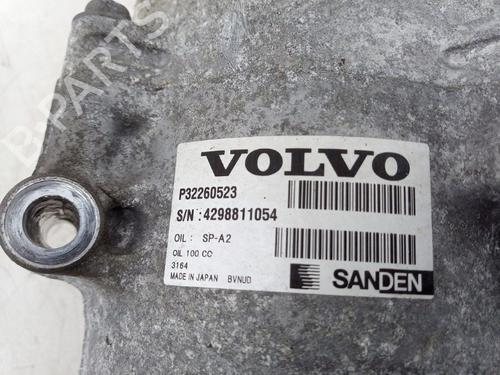 VOLVO
P32260523
S/N: 4298811054
OIL: SP-A2
OIL 100 CC
3164
MADE IN JAPAN BVNUD
SANDEN
B-PARTS